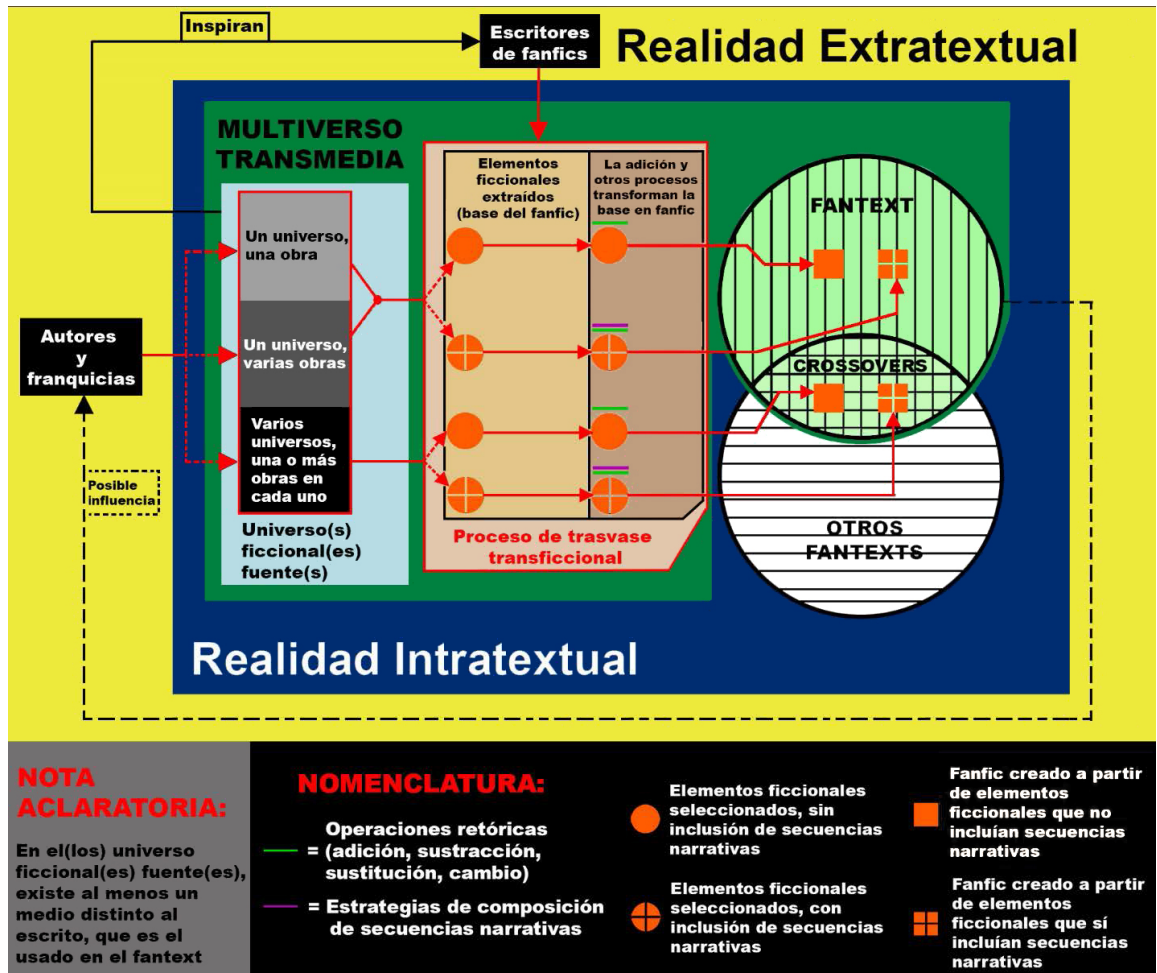 Inspiran
Escritores
de fanfics
Realidad Extratextual
MULTIVERSO
TRANSMEDIA
Elementos
ficcionales
extraídos
(base del fanfic)
La adición y
otros procesos
transforman la
base en fanfic
FANTEXT
Un universo,
una obra
Autores
y
franquicias
Un universo,
varias obras
CROSSOVERS
Varios
universos,
una o más
obras en
cada uno
Posible
influencia
Universo(s)
ficcional(es)
fuente(s)
Proceso de trasvase
transficcional
OTROS
FANTEXTS
Realidad Intratextual
NOTA
ACLARATORIA:
En el(los) universo
ficcional(es) fuente(es),
existe al menos un
medio distinto al
escrito, que es el
usado en el fantext
NOMENCLATURA:
Operaciones retóricas
= (adición, sustracción,
sustitución, cambio)
= Estrategias de composición
de secuencias narrativas
Elementos ficcionales
seleccionados, sin
inclusión de secuencias
narrativas
Elementos ficcionales
seleccionados, con
inclusión de secuencias
narrativas
Fanfic creado a partir
de elementos
ficcionales que no
incluían secuencias
narrativas
Fanfic creado a partir
de elementos
ficcionales que sí
incluían secuencias
narrativas